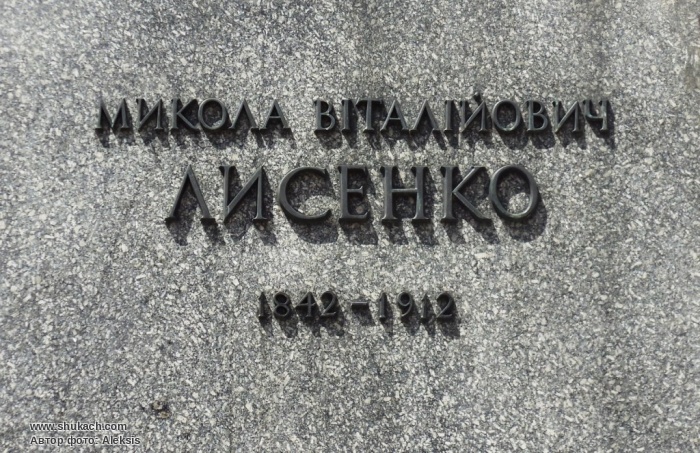 МИКОЛА ВІТАЛІЙОВИЧ
ЛИСЕНКО
1842-1912
www.shukach.com
Автор фото: Aleksis